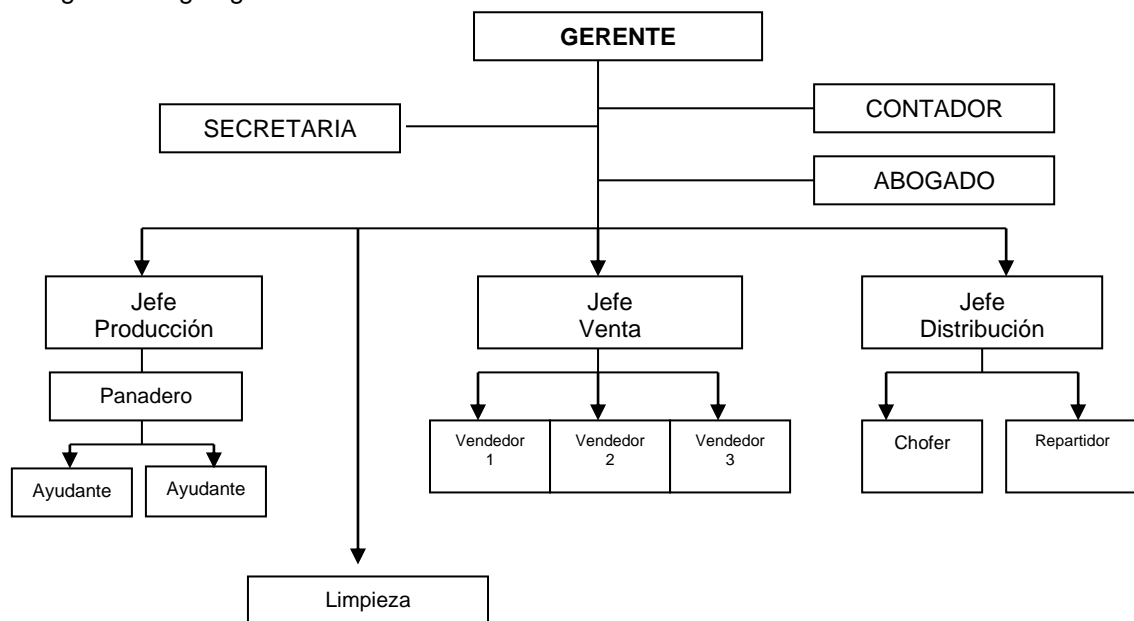 GERENTE
CONTADOR
SECRETARIA
ABOGADO
Jefe
Producción
Jefe
Venta
Jefe
Distribución
Panadero
Vendedor
1
Vendedor
2
Vendedor
3
Chofer
Repartidor
Ayudante
Ayudante
Limpieza